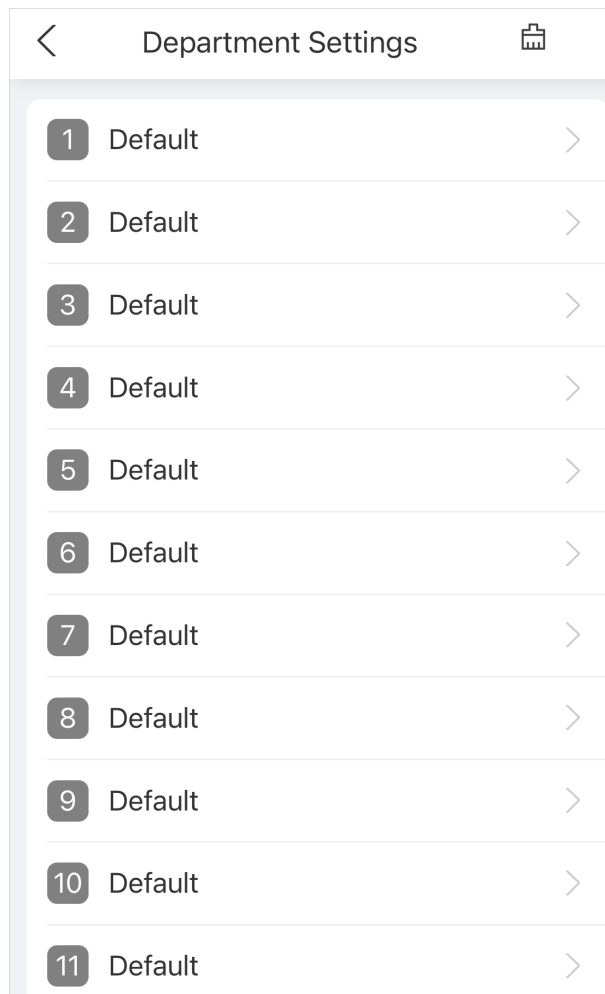 Department Settings
1 Default
2 Default
3 Default
4 Default
5 Default
6 Default
7 Default
8 Default
9 Default
10 Default
11 Default